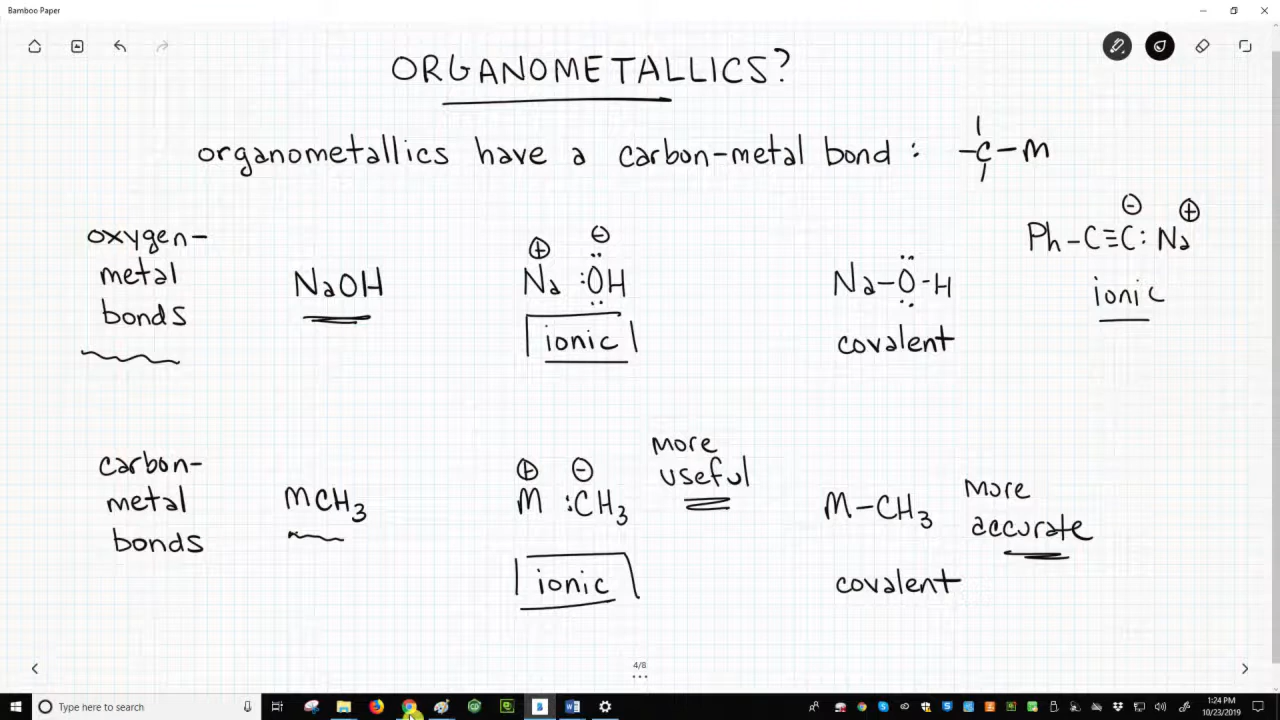 Bamboo Paper
ORGANOMETALLICS?
organometallics have a carbon-metal bond: -C-M
oxygen-
metal
bonds
NaOH
⊕ ⊖
Na :ÖH
ionic
Na-O-H
covalent
⊖ ⊕
Ph-C≡C: Na
ionic
carbon-
metal
bonds
MCH₃
⊕ ⊖
M :CH₃
ionic
more
useful
M-CH₃
covalent
more
accurate
4/8
Type here to search
1:24 PM
10/23/2019